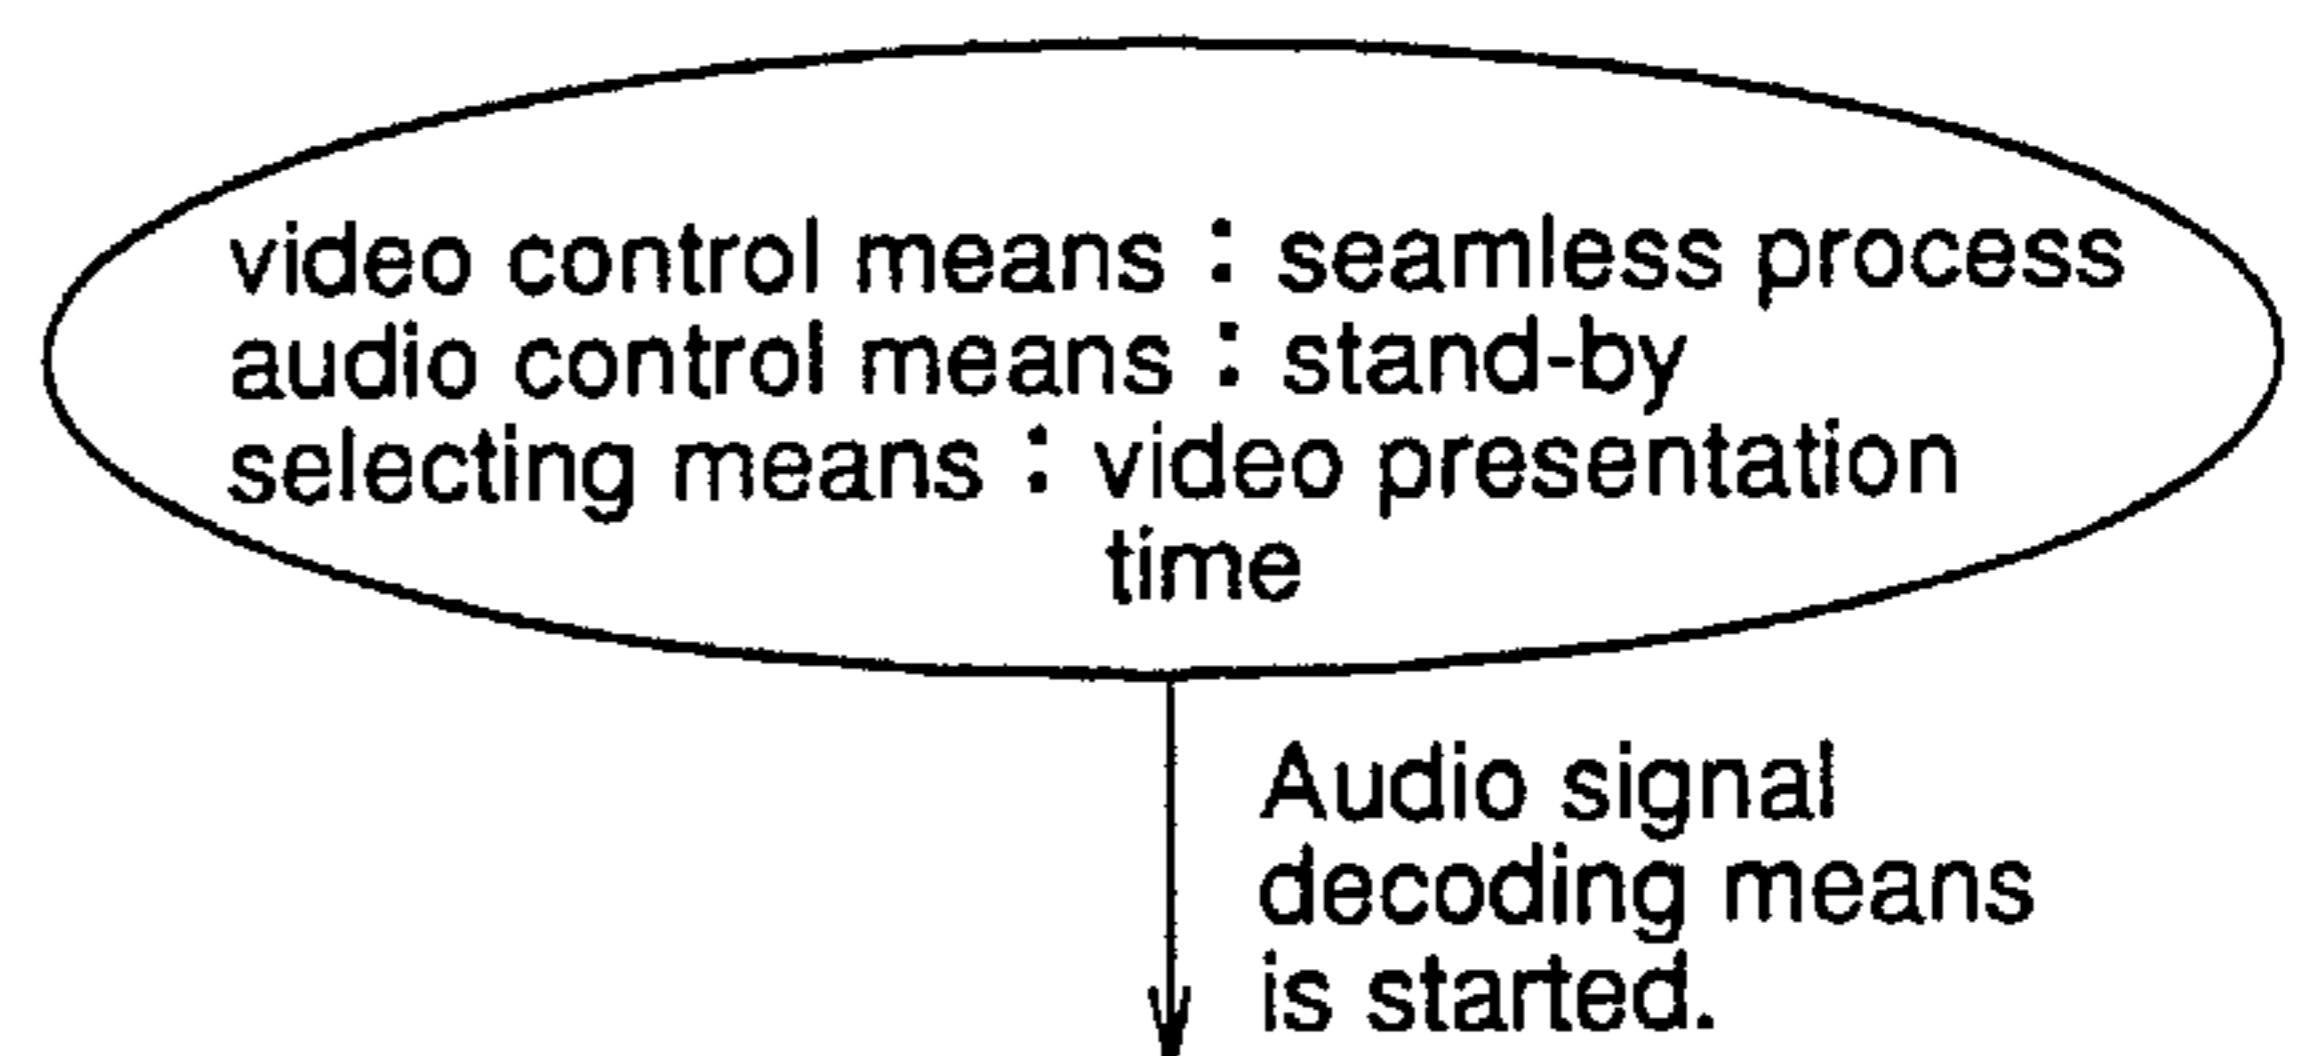 video control means : seamless process
audio control means : stand-by
selecting means : video presentation
time
Audio signal
decoding means
is started.